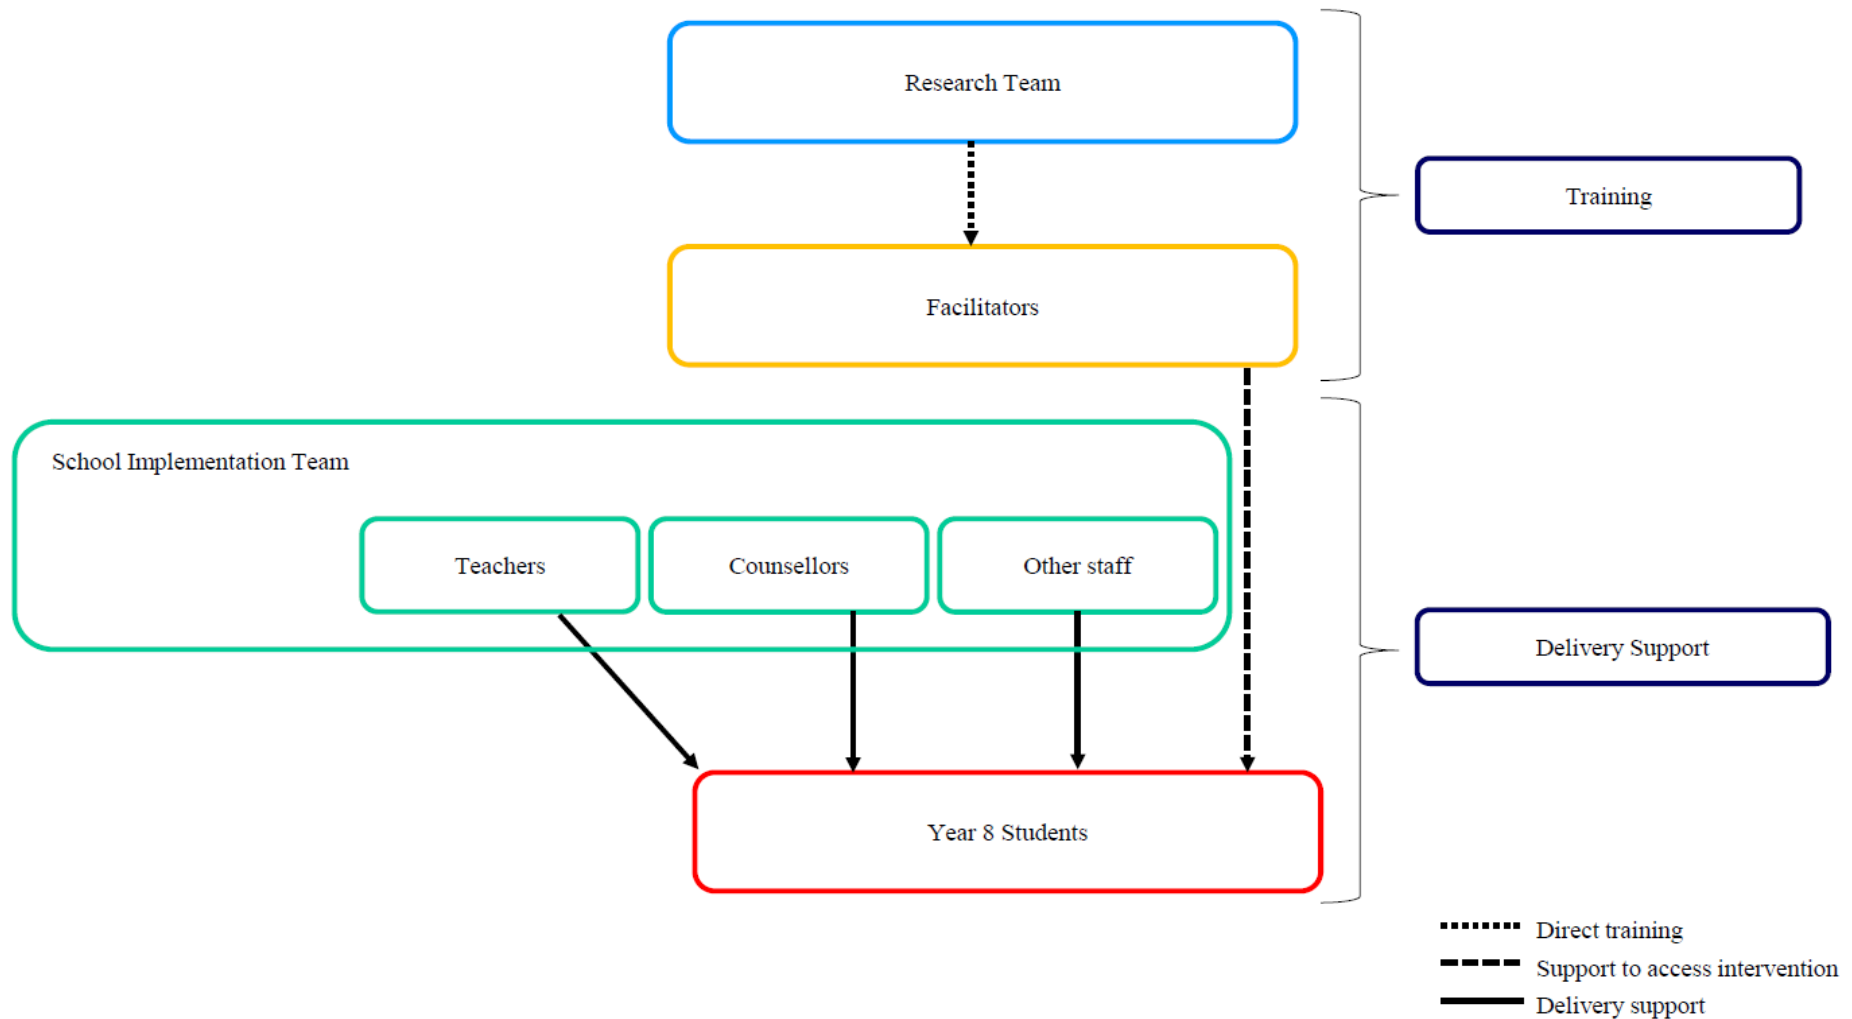 Research Team
Training
Facilitators
School Implementation Team
Teachers
Counsellors
Other staff
Delivery Support
Year 8 Students
Direct training
Support to access intervention
Delivery support